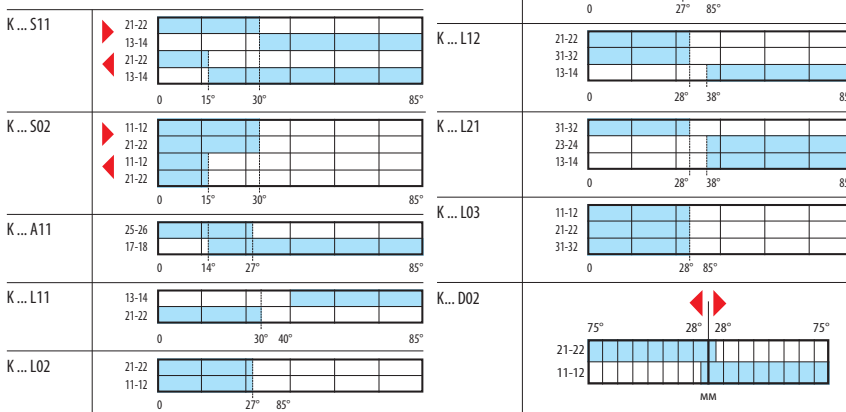 K ... S11
21-22
13-14
21-22
13-14
0 15° 30° 85°
K ... S02
11-12
21-22
11-12
21-22
0 15° 30° 85°
K ... A11
25-26
17-18
0 14° 27° 85°
K ... L11
13-14
21-22
0 30° 40° 85°
K ... L02
21-22
11-12
0 27° 85°
0 27° 85°
K ... L12
21-22
31-32
13-14
0 28° 38°
K ... L21
31-32
23-24
13-14
0 28° 38°
K ... L03
11-12
21-22
31-32
0 28° 85°
K... D02
75° 28° 28° 75°
21-22
11-12
мм